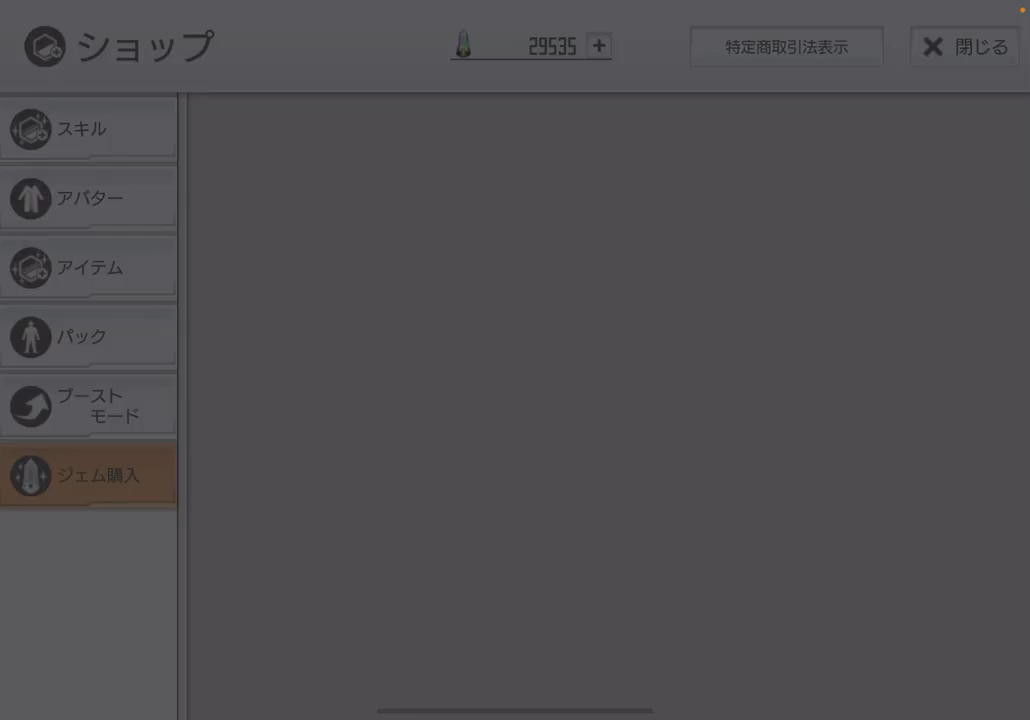 ショップ
29535
特定商取引法表示
閉じる
スキル
アバター
アイテム
パック
ブースト
モード
ジェム購入